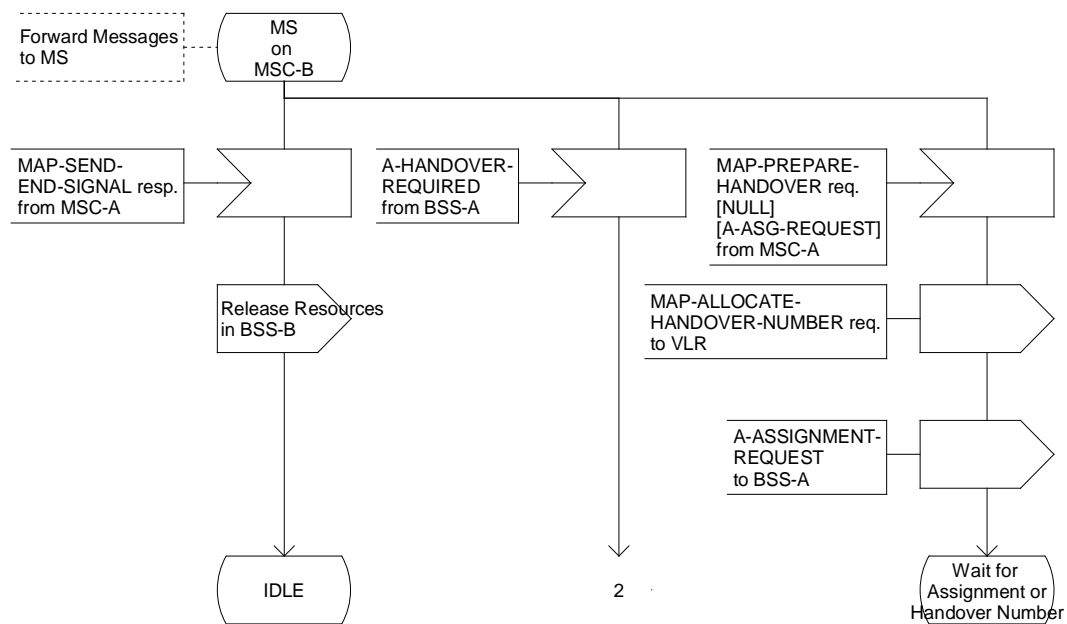 Forward Messages
to MS
MS
on
MSC-B
MAP-SEND-
END-SIGNAL resp.
from MSC-A
A-HANDOVER-
REQUIRED
from BSS-A
MAP-PREPARE-
HANDOVER req.
[NULL]
[A-ASG-REQUEST]
from MSC-A
Release Resources
in BSS-B
MAP-ALLOCATE-
HANDOVER-NUMBER req.
to VLR
A-ASSIGNMENT-
REQUEST
to BSS-A
IDLE
2
Wait for
Assignment or
Handover Number